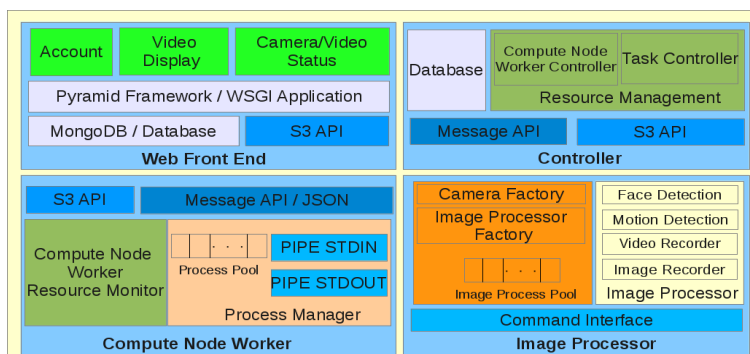 Account
Video
Display
Camera/Video
Status
Pyramid Framework / WSGI Application
MongoDB / Database
S3 API
Web Front End
Database
Compute Node
Worker Controller
Task Controller
Resource Management
Message API
S3 API
Controller
S3 API
Message API / JSON
Compute Node
Worker
Resource Monitor
. . .
Process Pool
PIPE STDIN
PIPE STDOUT
Process Manager
Compute Node Worker
Camera Factory
Image Processor
Factory
. . .
Image Process Pool
Face Detection
Motion Detection
Video Recorder
Image Recorder
Image Processor
Command Interface
Image Processor